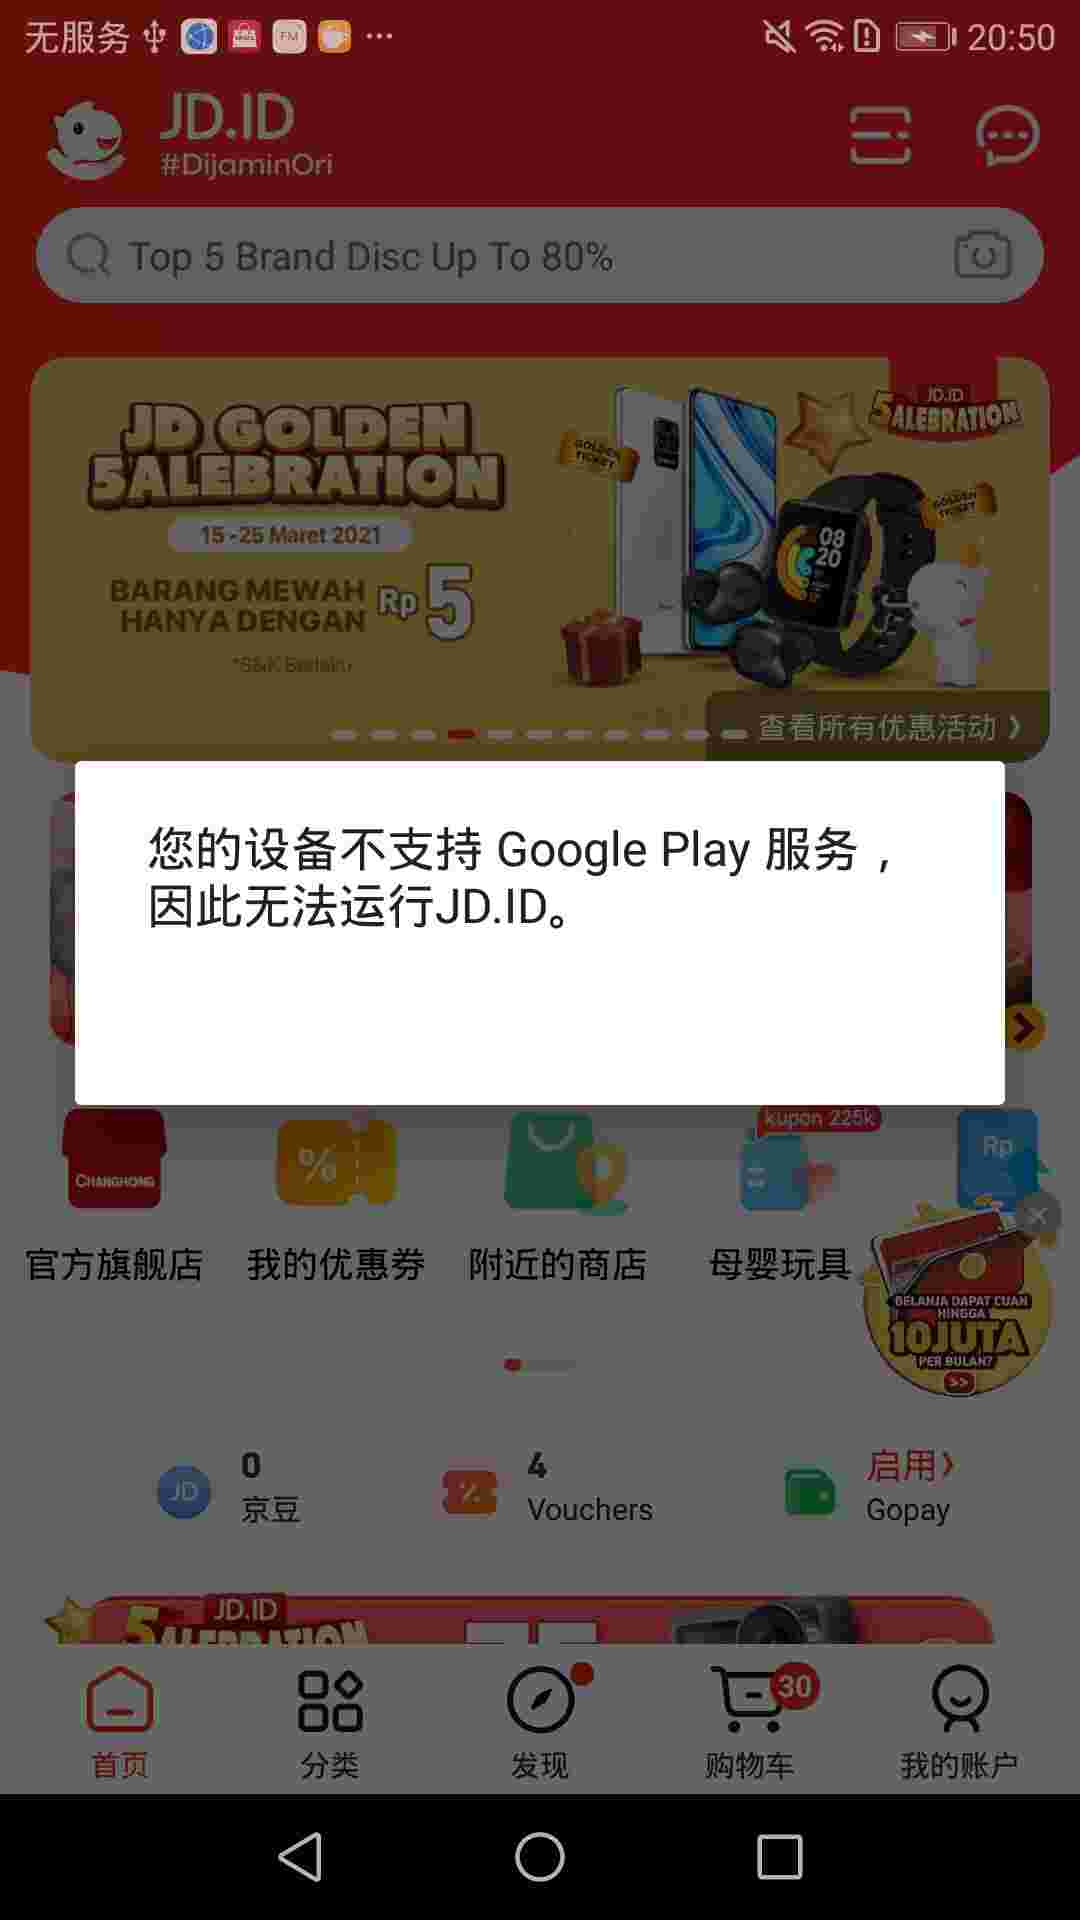 无服务
FM
20:50
JD.ID
#DijaminOri
Top 5 Brand Disc Up To 80%
JD GOLDEN
5ALEBRATION
15 - 25 Maret 2021
BARANG MEWAH
HANYA DENGAN
Rp 5
*S&K Berlaku
GOLDEN
TICKET
JD.ID
5ALEBRATION
GOLDEN
TICKET
08
20
查看所有优惠活动 》
您的设备不支持 Google Play 服务，
因此无法运行JD.ID。
CHANGHONG
%
kupon 225k
Rp
官方旗舰店
我的优惠券
附近的商店
母婴玩具
BELANJA DAPAT CUAN
HINGGA
10JUTA
PER BULAN?
>>
JD
0
京豆
4
Vouchers
启用》
Gopay
JD.ID
5ALEBRATION
30
首页
分类
发现
购物车
我的账户